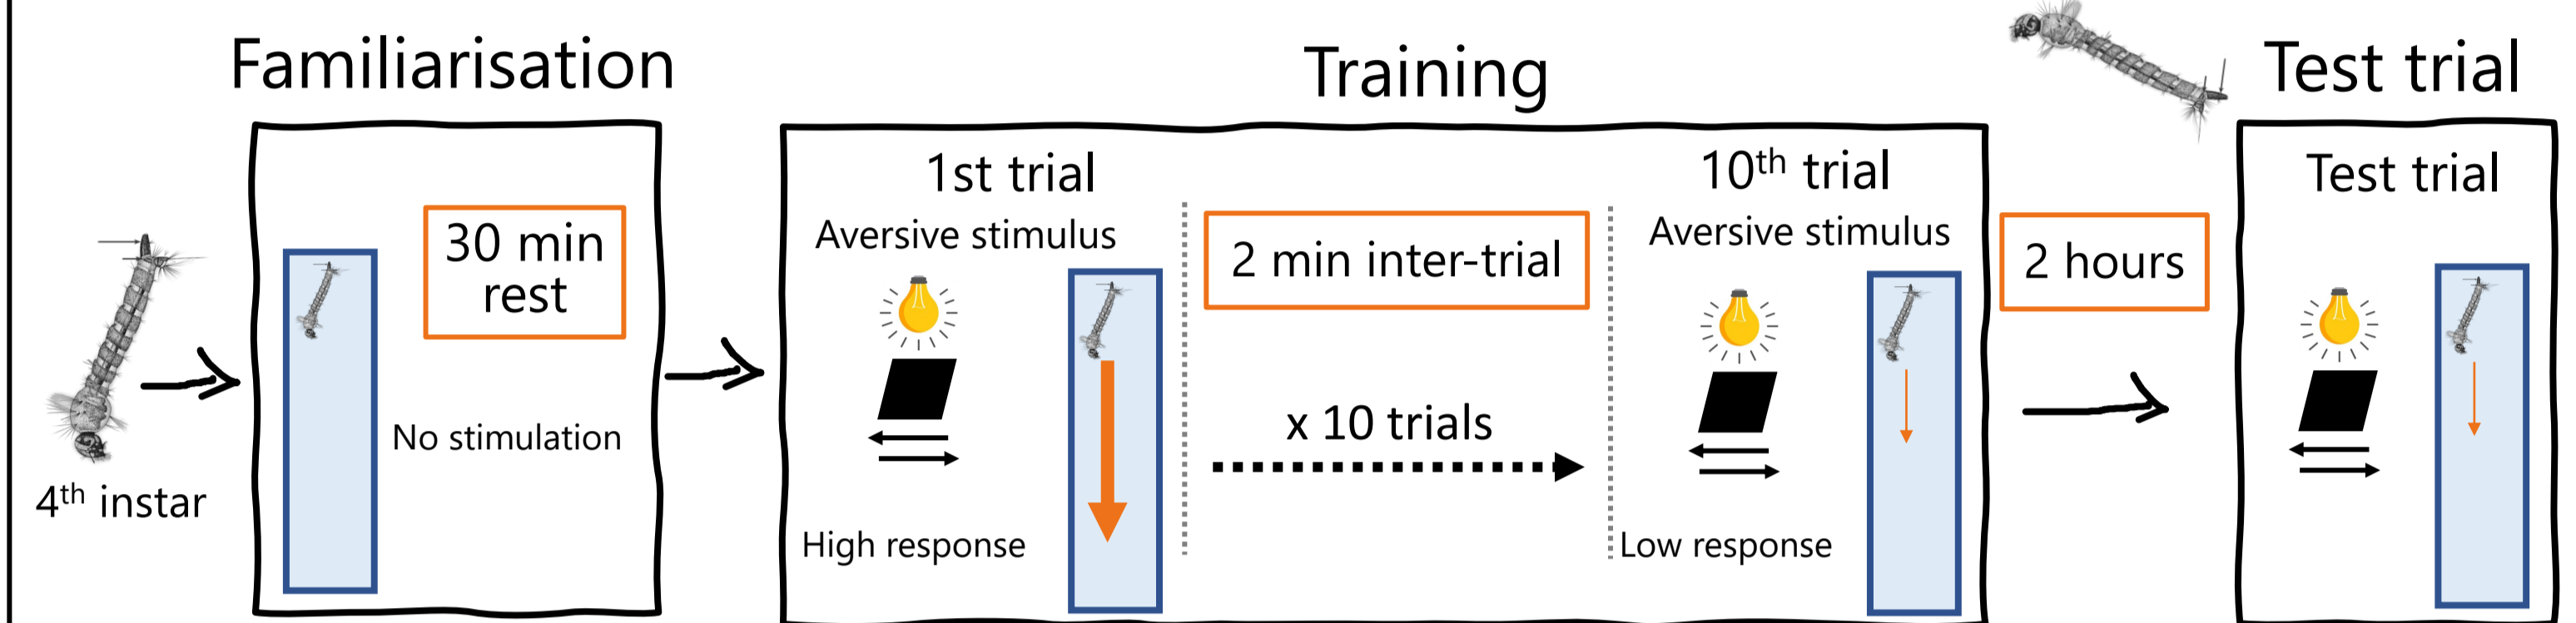 Familiarisation
Training
Test trial
4th instar
30 min
rest
No stimulation
1st trial
Aversive stimulus
High response
2 min inter-trial
x 10 trials
10th trial
Aversive stimulus
Low response
2 hours
Test trial